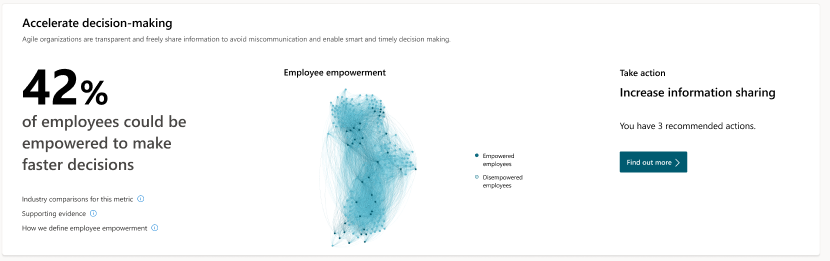 Accelerate decision-making
Agile organizations are transparent and freely share information to avoid miscommunication and enable smart and timely decision making.
42%
of employees could be
empowered to make
faster decisions
Industry comparisons for this metric
Supporting evidence
How we define employee empowerment
Employee empowerment
Empowered
employees
Disempowered
employees
Take action
Increase information sharing
You have 3 recommended actions.
Find out more